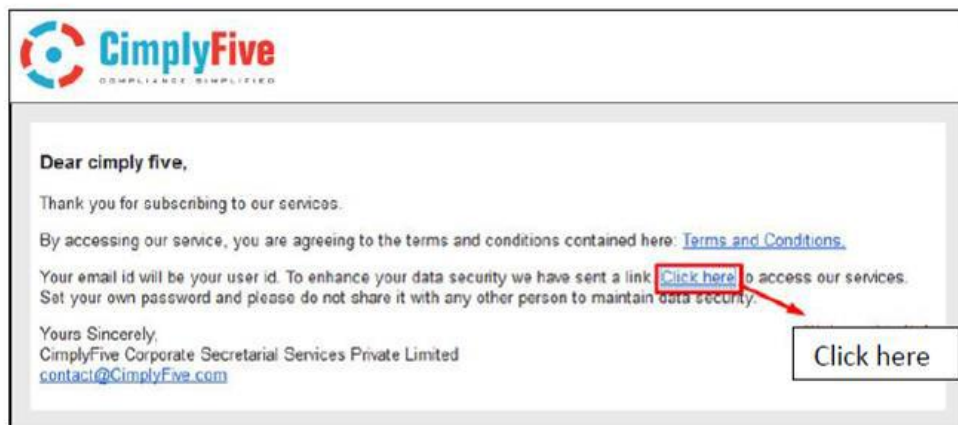 CimplyFive
COMPLIANCE SIMPLIFIED
Dear cimply five,
Thank you for subscribing to our services.
By accessing our service, you are agreeing to the terms and conditions contained here: Terms and Conditions.
Your email id will be your user id. To enhance your data security we have sent a link Click here to access our services.
Set your own password and please do not share it with any other person to maintain data security.
Yours Sincerely,
CimplyFive Corporate Secretarial Services Private Limited
contact@CimplyFive.com
Click here